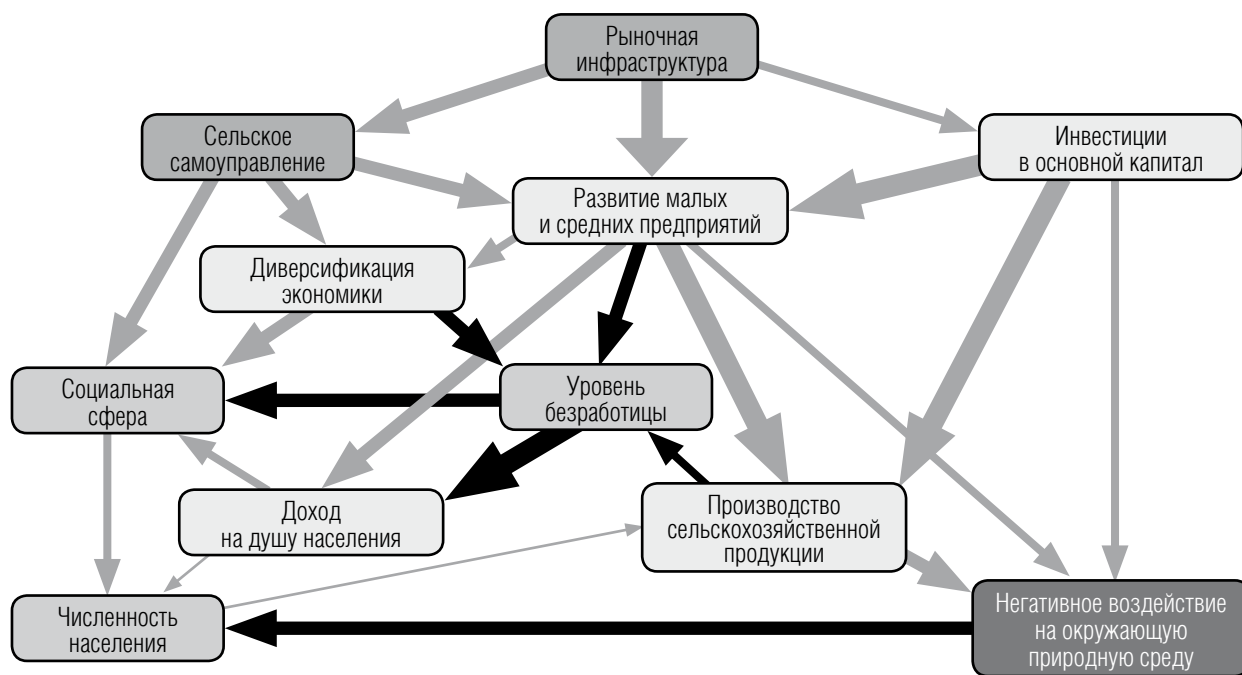 Рыночная
инфраструктура
Сельское
самоуправление
Инвестиции
в основной капитал
Развитие малых
и средних предприятий
Диверсификация
экономики
Социальная
сфера
Уровень
безработицы
Доход
на душу населения
Производство
сельскохозяйственной
продукции
Численность
населения
Негативное воздействие
на окружающую
природную среду